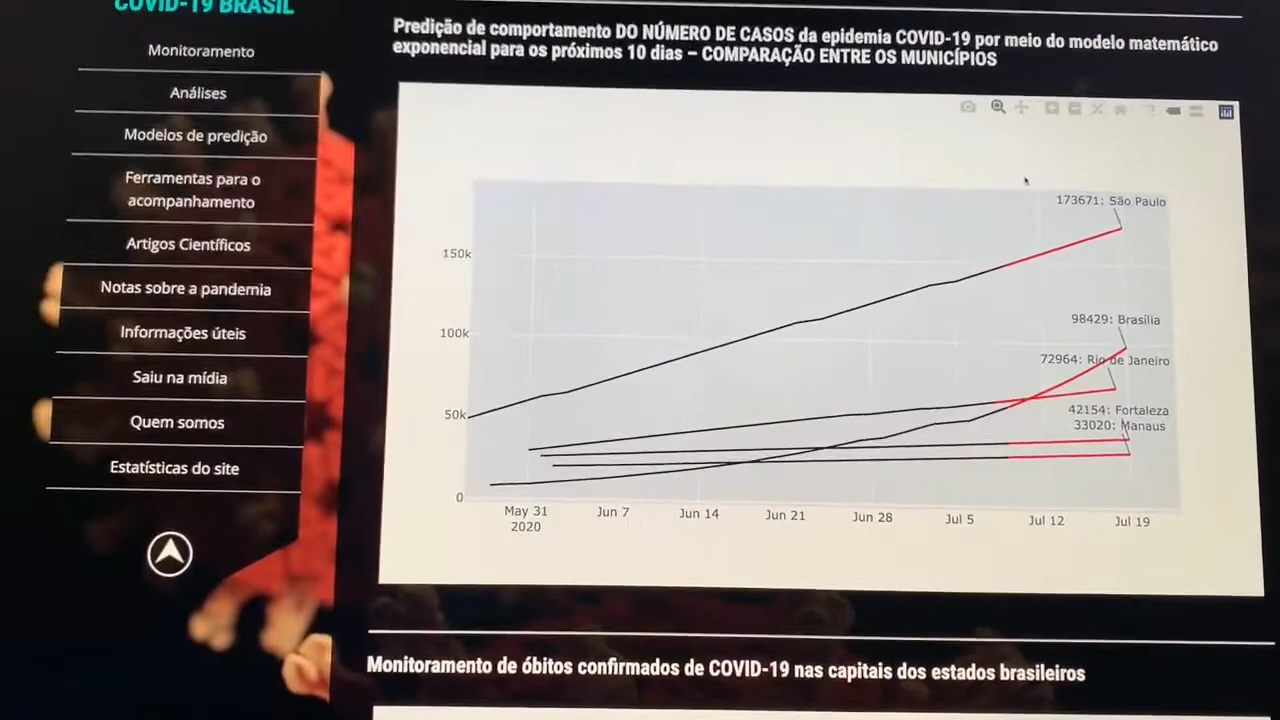 COVID-19 BRASIL
Monitoramento
Análises
Modelos de predição
Ferramentas para o
acompanhamento
Artigos Científicos
Notas sobre a pandemia
Informações úteis
Saiu na mídia
Quem somos
Estatísticas do site
Predição de comportamento DO NÚMERO DE CASOS da epidemia COVID-19 por meio do modelo matemático
exponencial para os próximos 10 dias – COMPARAÇÃO ENTRE OS MUNICÍPIOS
173671: São Paulo
150k
98429: Brasília
100k
72964: Rio de Janeiro
42154: Fortaleza
50k
33020: Manaus
0
May 31
2020
Jun 7
Jun 14
Jun 21
Jun 28
Jul 5
Jul 12
Jul 19
Monitoramento de óbitos confirmados de COVID-19 nas capitais dos estados brasileiros